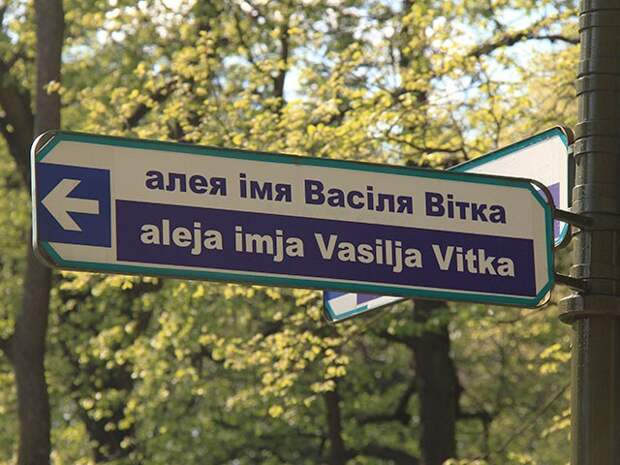 алея імя Васіля Вітка
aleja imja Vasilja Vitka